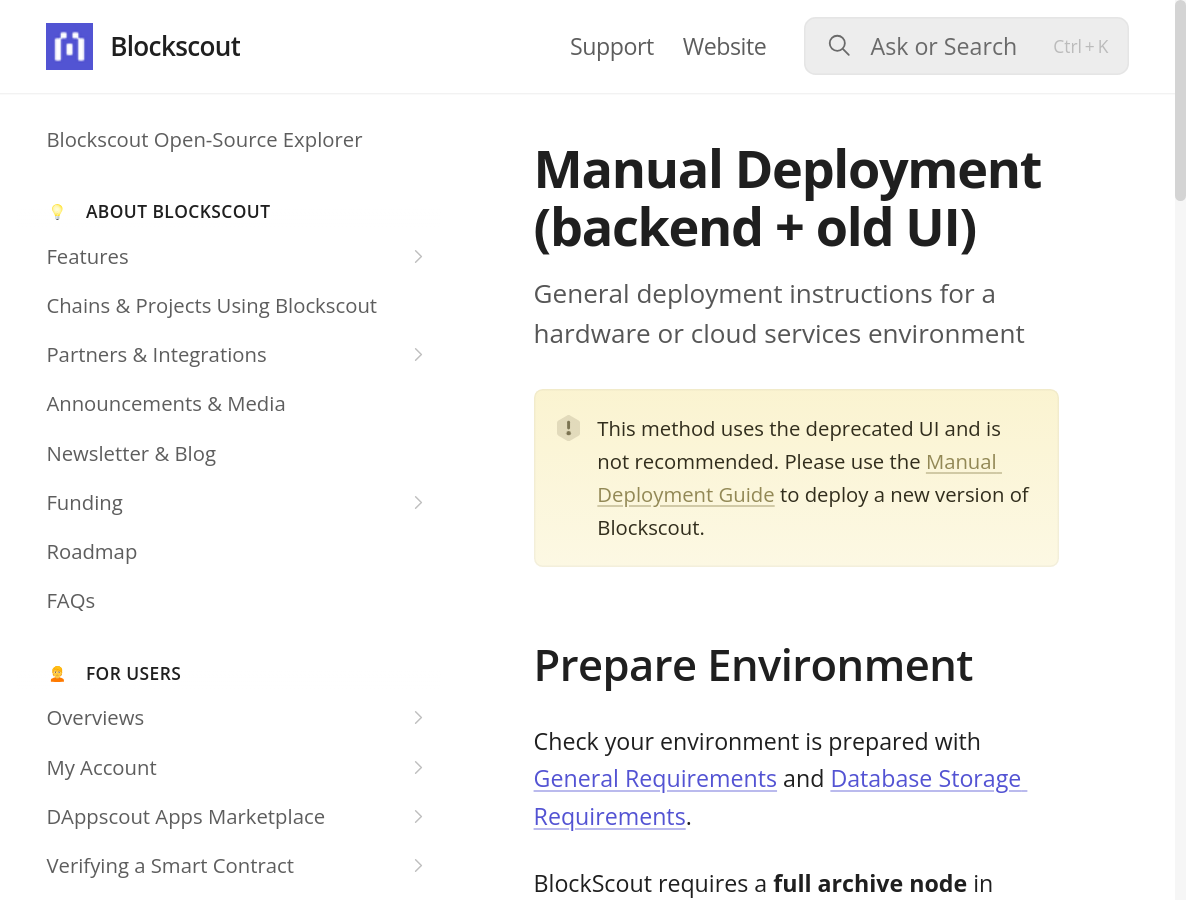 Blockscout
Support
Website
Ask or Search
Ctrl + K
Blockscout Open-Source Explorer
ABOUT BLOCKSCOUT
Features
Chains & Projects Using Blockscout
Partners & Integrations
Announcements & Media
Newsletter & Blog
Funding
Roadmap
FAQs
FOR USERS
Overviews
My Account
DAppscout Apps Marketplace
Verifying a Smart Contract
Manual Deployment
(backend + old UI)
General deployment instructions for a
hardware or cloud services environment
This method uses the deprecated UI and is
not recommended. Please use the Manual
Deployment Guide to deploy a new version of
Blockscout.
Prepare Environment
Check your environment is prepared with
General Requirements and Database Storage
Requirements.
BlockScout requires a full archive node in